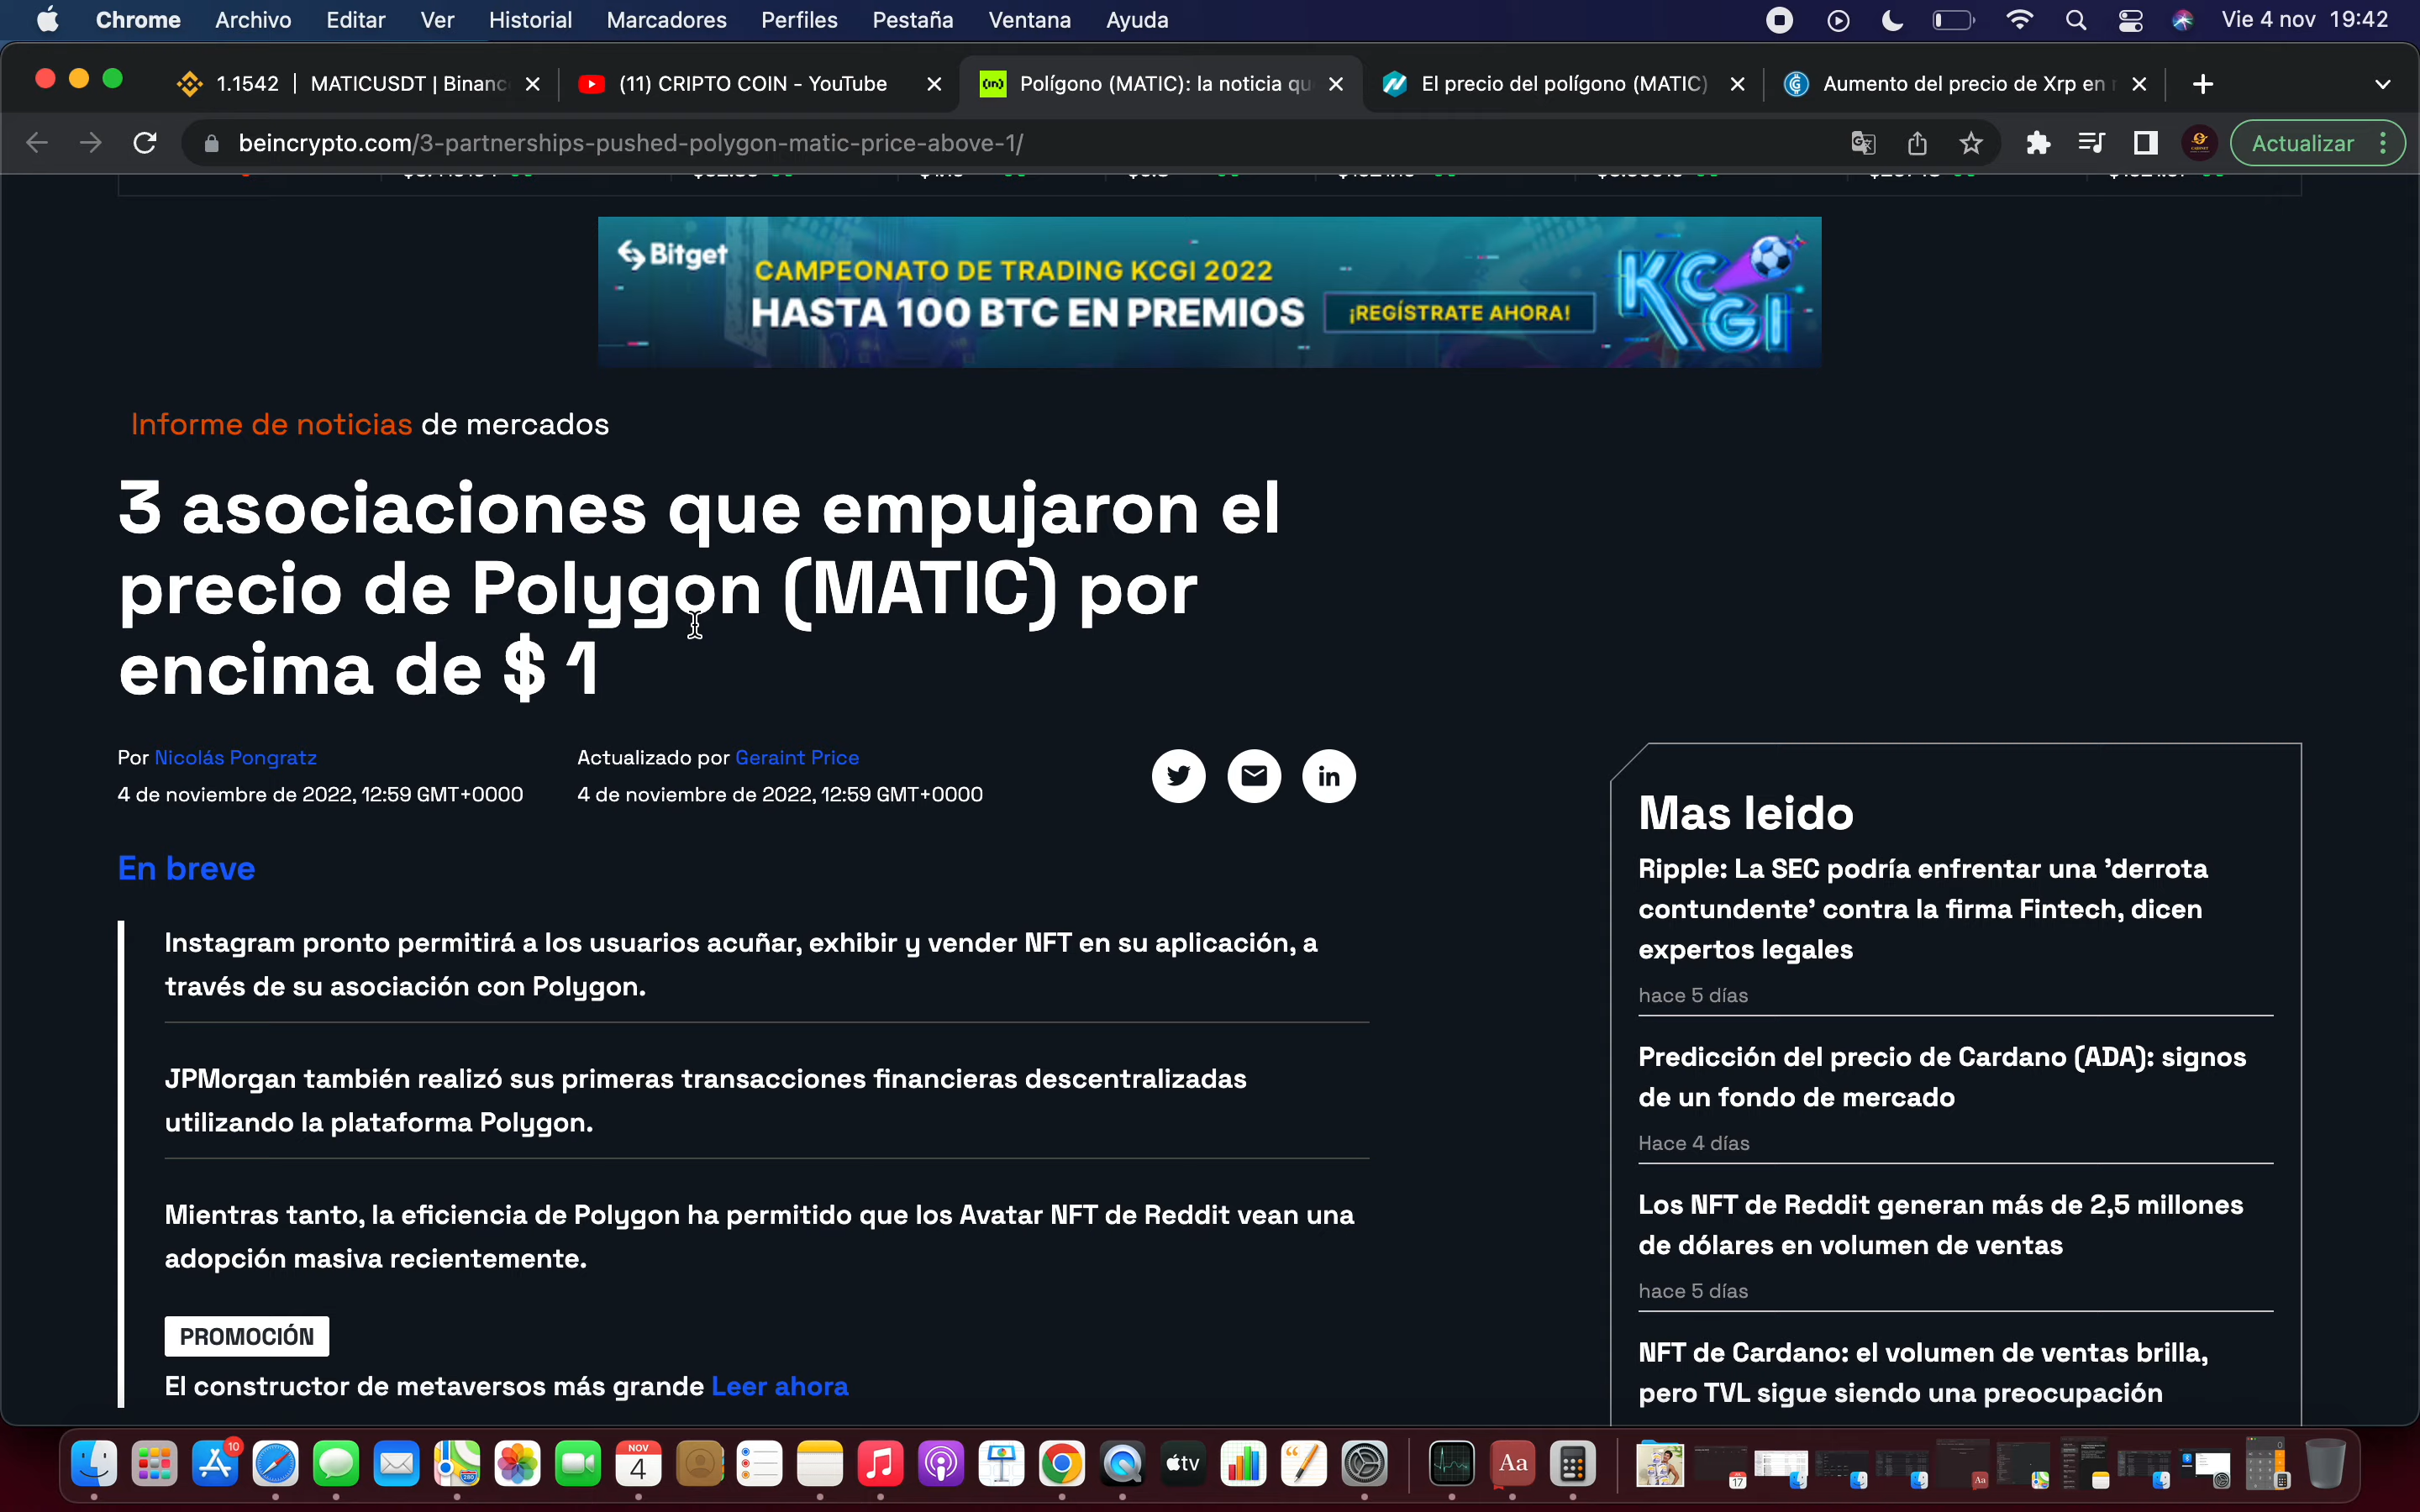 Chrome Archivo Editar Ver Historial Marcadores Perfiles Pestaña Ventana Ayuda Vie 4 nov 19:42
1.1542 | MATICUSDT | Binanc (11) CRIPTO COIN - YouTube Polígono (MATIC): la noticia qu El precio del polígono (MATIC) Aumento del precio de Xrp en
beincrypto.com/3-partnerships-pushed-polygon-matic-price-above-1/ Actualizar
Bitget
CAMPEONATO DE TRADING KCGI 2022
HASTA 100 BTC EN PREMIOS
¡REGÍSTRATE AHORA!
KCGI
Informe de noticias de mercados
3 asociaciones que empujaron el
precio de Polygon (MATIC) por
encima de $ 1
Por Nicolás Pongratz
4 de noviembre de 2022, 12:59 GMT+0000
Actualizado por Geraint Price
4 de noviembre de 2022, 12:59 GMT+0000
En breve
Instagram pronto permitirá a los usuarios acuñar, exhibir y vender NFT en su aplicación, a
través de su asociación con Polygon.
JPMorgan también realizó sus primeras transacciones financieras descentralizadas
utilizando la plataforma Polygon.
Mientras tanto, la eficiencia de Polygon ha permitido que los Avatar NFT de Reddit vean una
adopción masiva recientemente.
PROMOCIÓN
El constructor de metaversos más grande Leer ahora
Mas leido
Ripple: La SEC podría enfrentar una 'derrota
contundente' contra la firma Fintech, dicen
expertos legales
hace 5 días
Predicción del precio de Cardano (ADA): signos
de un fondo de mercado
Hace 4 días
Los NFT de Reddit generan más de 2,5 millones
de dólares en volumen de ventas
hace 5 días
NFT de Cardano: el volumen de ventas brilla,
pero TVL sigue siendo una preocupación
10 280 NOV 4 tv Aa 17